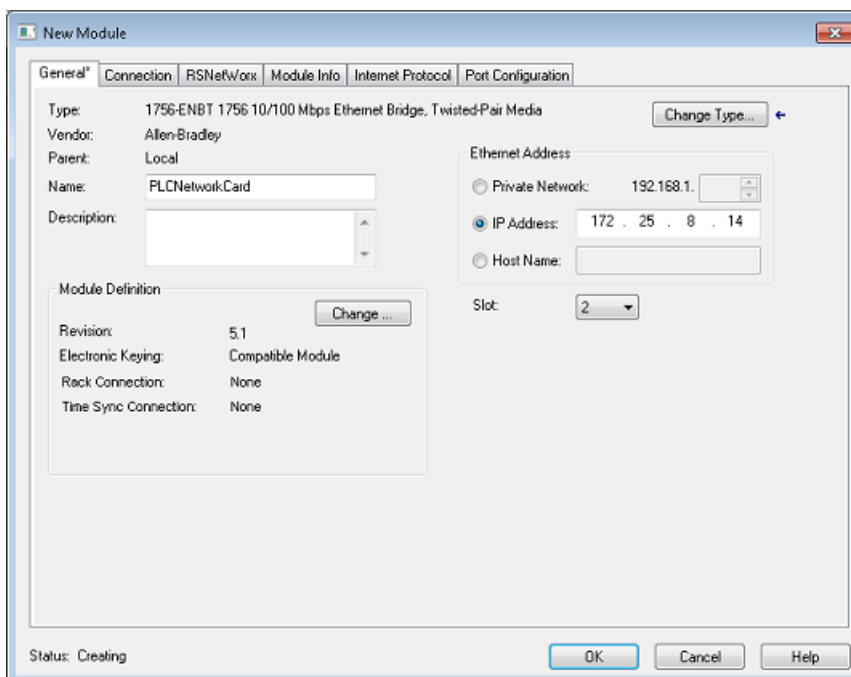 New Module
General* Connection RSNetWorx Module Info Internet Protocol Port Configuration
Type: 1756-ENBT 1756 10/100 Mbps Ethernet Bridge, Twisted-Pair Media Change Type...
Vendor: Allen-Bradley
Parent: Local
Name: PLCNetworkCard
Description:
Ethernet Address
Private Network: 192.168.1.
IP Address: 172 . 25 . 8 . 14
Host Name:
Slot: 2
Module Definition
Change ...
Revision: 5.1
Electronic Keying: Compatible Module
Rack Connection: None
Time Sync Connection: None
Status: Creating OK Cancel Help